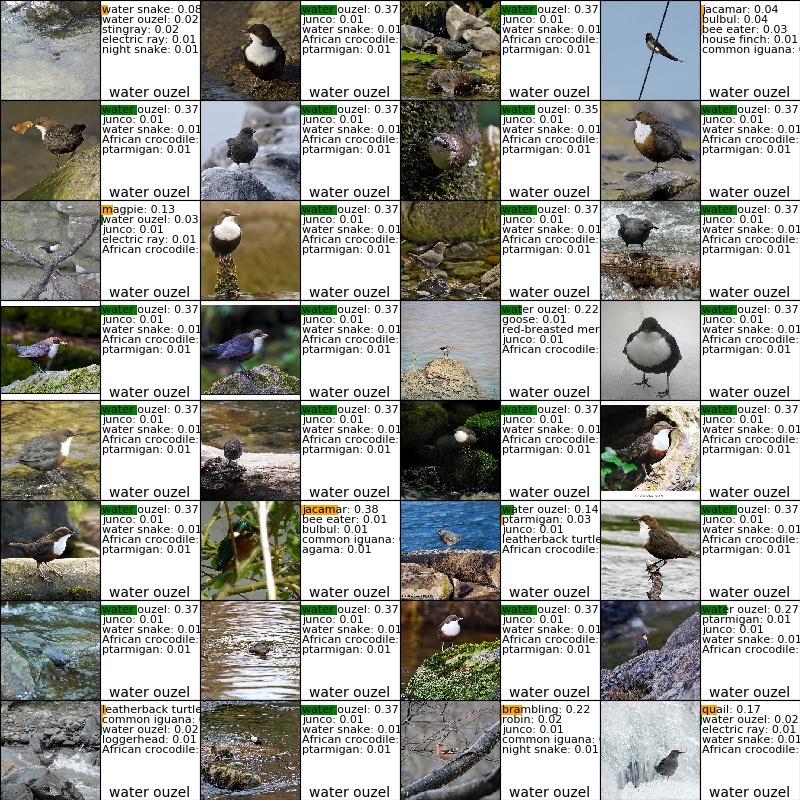 water snake: 0.08
water ouzel: 0.02
stingray: 0.02
electric ray: 0.01
night snake: 0.01
water ouzel
water ouzel: 0.37
junco: 0.01
water snake: 0.01
African crocodile:
ptarmigan: 0.01
water ouzel
water ouzel: 0.37
junco: 0.01
water snake: 0.01
African crocodile:
ptarmigan: 0.01
water ouzel
jacamar: 0.04
bulbul: 0.04
bee eater: 0.03
house finch: 0.01
common iguana:
water ouzel
water ouzel: 0.37
junco: 0.01
water snake: 0.01
African crocodile:
ptarmigan: 0.01
water ouzel
water ouzel: 0.37
junco: 0.01
water snake: 0.01
African crocodile:
ptarmigan: 0.01
water ouzel
water ouzel: 0.35
junco: 0.01
water snake: 0.01
African crocodile:
ptarmigan: 0.01
water ouzel
water ouzel: 0.37
junco: 0.01
water snake: 0.01
African crocodile:
ptarmigan: 0.01
water ouzel
magpie: 0.13
water ouzel: 0.03
junco: 0.01
electric ray: 0.01
African crocodile:
water ouzel
water ouzel: 0.37
junco: 0.01
water snake: 0.01
African crocodile:
ptarmigan: 0.01
water ouzel
water ouzel: 0.37
junco: 0.01
water snake: 0.01
African crocodile:
ptarmigan: 0.01
water ouzel
water ouzel: 0.37
junco: 0.01
water snake: 0.01
African crocodile:
ptarmigan: 0.01
water ouzel
water ouzel: 0.37
junco: 0.01
water snake: 0.01
African crocodile:
ptarmigan: 0.01
water ouzel
water ouzel: 0.37
junco: 0.01
water snake: 0.01
African crocodile:
ptarmigan: 0.01
water ouzel
water ouzel: 0.22
goose: 0.01
red-breasted mer
junco: 0.01
African crocodile:
water ouzel
water ouzel: 0.37
junco: 0.01
water snake: 0.01
African crocodile:
ptarmigan: 0.01
water ouzel
water ouzel: 0.37
junco: 0.01
water snake: 0.01
African crocodile:
ptarmigan: 0.01
water ouzel
water ouzel: 0.37
junco: 0.01
water snake: 0.01
African crocodile:
ptarmigan: 0.01
water ouzel
water ouzel: 0.37
junco: 0.01
water snake: 0.01
African crocodile:
ptarmigan: 0.01
water ouzel
water ouzel: 0.37
junco: 0.01
water snake: 0.01
African crocodile:
ptarmigan: 0.01
water ouzel
water ouzel: 0.37
junco: 0.01
water snake: 0.01
African crocodile:
ptarmigan: 0.01
water ouzel
jacamar: 0.38
bee eater: 0.01
bulbul: 0.01
common iguana:
agama: 0.01
water ouzel
water ouzel: 0.14
ptarmigan: 0.03
junco: 0.01
leatherback turtle
African crocodile:
water ouzel
water ouzel: 0.37
junco: 0.01
water snake: 0.01
African crocodile:
ptarmigan: 0.01
water ouzel
water ouzel: 0.37
junco: 0.01
water snake: 0.01
African crocodile:
ptarmigan: 0.01
water ouzel
water ouzel: 0.37
junco: 0.01
water snake: 0.01
African crocodile:
ptarmigan: 0.01
water ouzel
water ouzel: 0.37
junco: 0.01
water snake: 0.01
African crocodile:
ptarmigan: 0.01
water ouzel
water ouzel: 0.27
ptarmigan: 0.01
junco: 0.01
water snake: 0.01
African crocodile:
water ouzel
leatherback turtle
common iguana:
water ouzel: 0.02
loggerhead: 0.01
African crocodile:
water ouzel
water ouzel: 0.37
junco: 0.01
water snake: 0.01
African crocodile:
ptarmigan: 0.01
water ouzel
brambling: 0.22
robin: 0.02
junco: 0.01
common iguana:
night snake: 0.01
water ouzel
quail: 0.17
water ouzel: 0.02
electric ray: 0.01
water snake: 0.01
African crocodile:
water ouzel